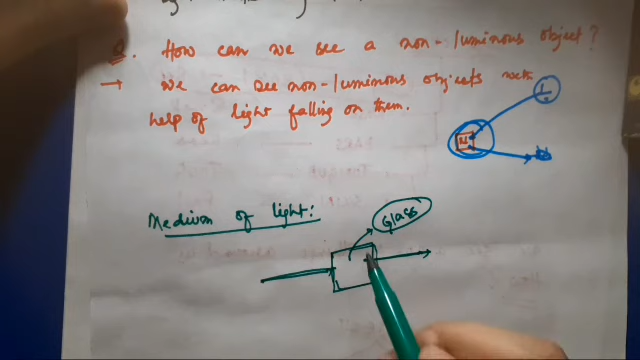 Q. How can we see a non-luminous object?
→ We can see non-luminous objects with
help of light falling on them.
L
N
Medium of light:
Glass